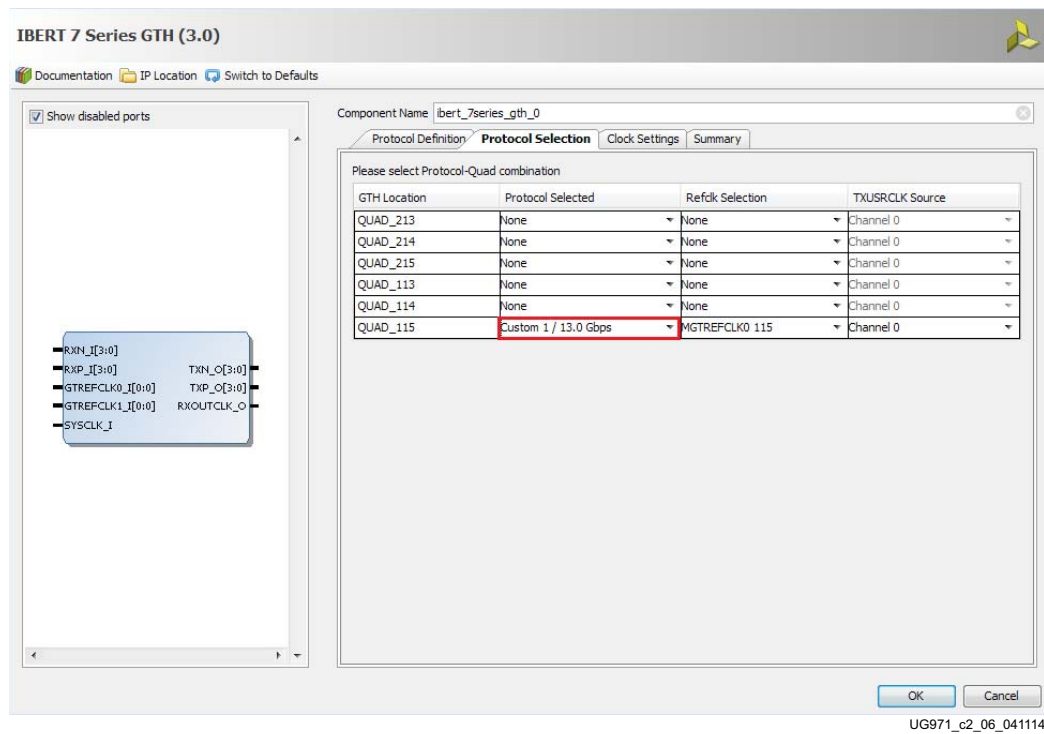 IBERT 7 Series GTH (3.0)
Documentation IP Location Switch to Defaults
Show disabled ports
RXN_I[3:0]
RXP_I[3:0]
GTREFCLK0_I[0:0]
GTREFCLK1_I[0:0]
SYSCLK_I
TXN_O[3:0]
TXP_O[3:0]
RXOUTCLK_O
Component Name ibert_7series_gth_0
Protocol Definition Protocol Selection Clock Settings Summary
Please select Protocol-Quad combination
GTH Location Protocol Selected Refclk Selection TXUSRCLK Source
QUAD_213 None None Channel 0
QUAD_214 None None Channel 0
QUAD_215 None None Channel 0
QUAD_113 None None Channel 0
QUAD_114 None None Channel 0
QUAD_115 Custom 1 / 13.0 Gbps MGTREFCLK0 115 Channel 0
OK Cancel
UG971_c2_06_041114